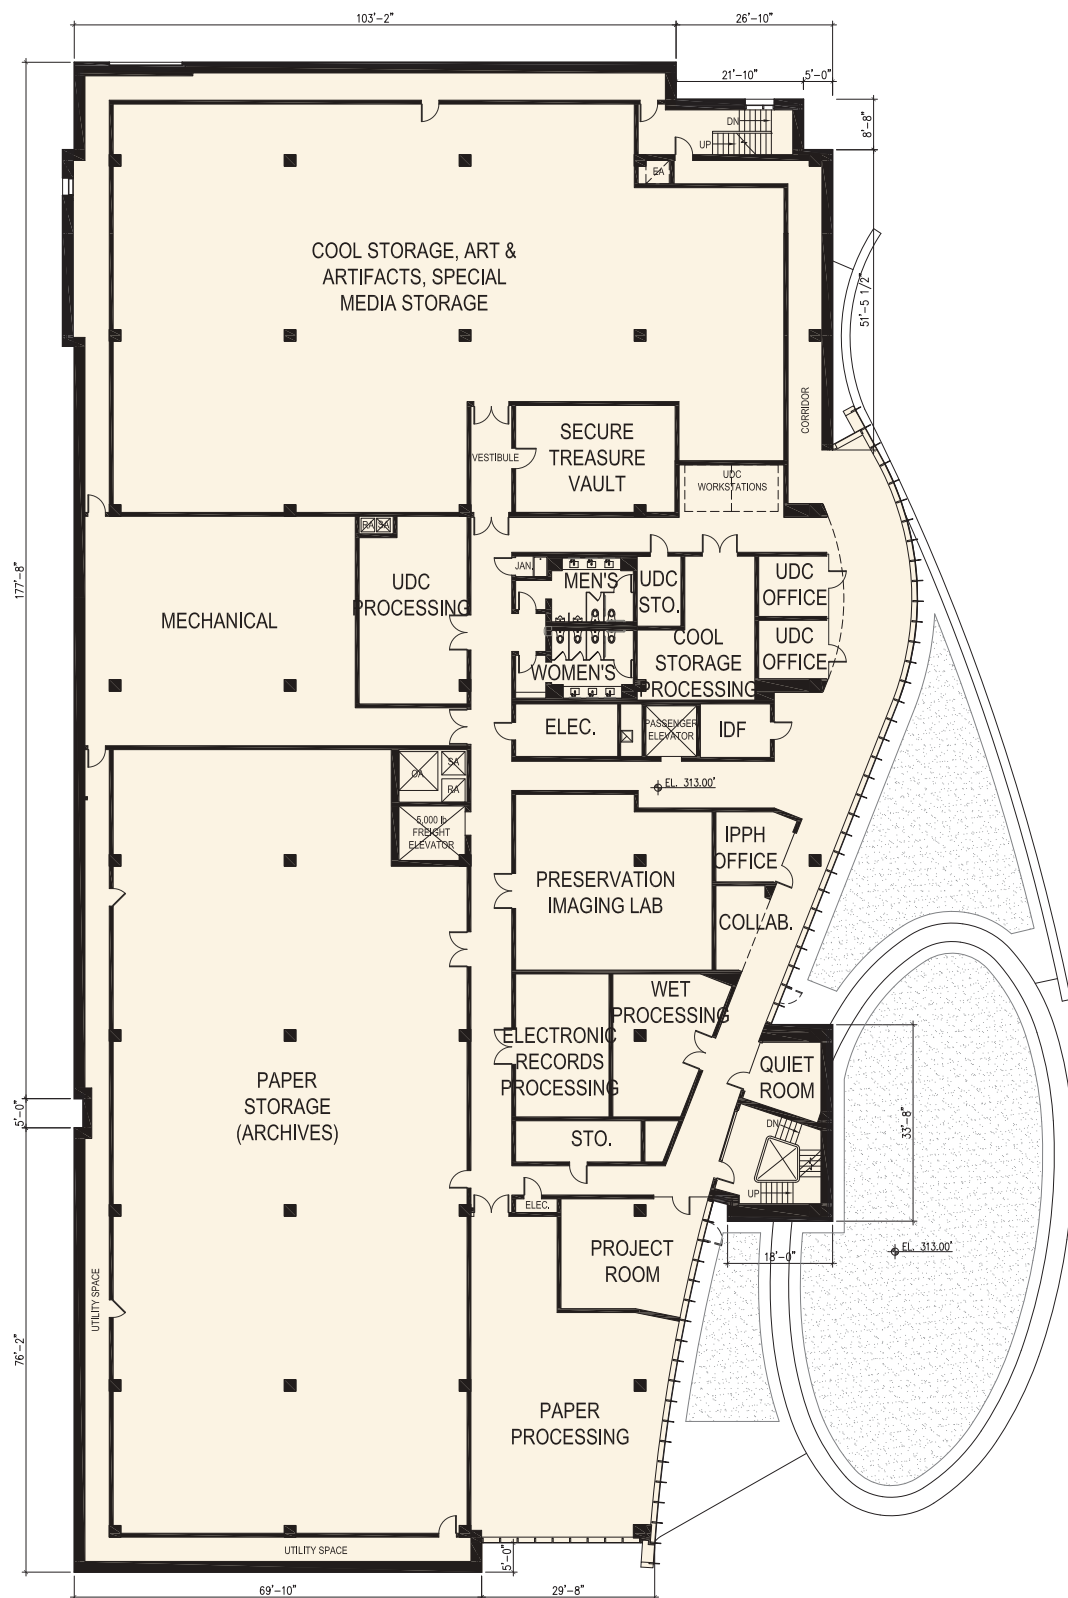 103'-2"
26'-10"
21'-10"
5'-0"
DN
UP
8'-8"
EA
COOL STORAGE, ART &
ARTIFACTS, SPECIAL
MEDIA STORAGE
51'-5 1/2"
CORRIDOR
SECURE
TREASURE
VAULT
VESTIBULE
UDC
WORKSTATIONS
177'-8"
RA
SA
UDC
PROCESSING
MECHANICAL
JAN.
MEN'S
UDC
STO.
UDC
OFFICE
COOL
STORAGE
PROCESSING
UDC
OFFICE
WOMEN'S
ELEC.
PASSENGER
ELEVATOR
IDF
OA
SA
RA
EL. 313.00'
5,000 lb
FREIGHT
ELEVATOR
IPPH
OFFICE
PRESERVATION
IMAGING LAB
COLLAB.
WET
PROCESSING
ELECTRONIC
RECORDS
PROCESSING
QUIET
ROOM
PAPER
STORAGE
(ARCHIVES)
5'-0"
33'-8"
STO.
DN
UP
ELEC.
PROJECT
ROOM
18'-0"
EL. 313.00'
UTILITY SPACE
76'-2"
PAPER
PROCESSING
UTILITY SPACE
5'-0"
69'-10"
29'-8"